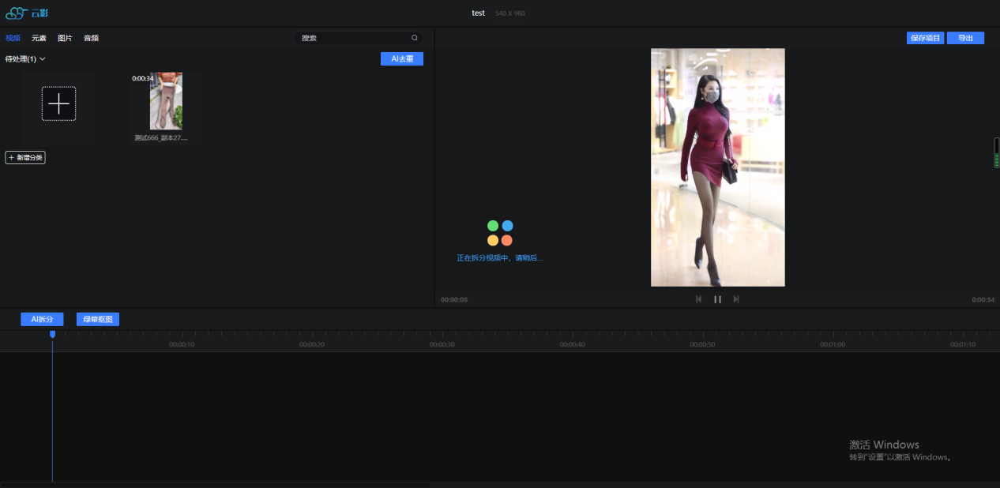 云影
test 540 X 960
视频 元素 图片 音频
搜索
保存项目 导出
待处理(1)
AI去重
0:00:34
测试666_副本27....
+ 新增分类
正在拆分视频中，请稍后...
00:00:08
0:00:34
AI拆分 绿幕抠图
00:00:10 00:00:20 00:00:30 00:00:40 00:00:50 00:01:00 00:01:10
激活 Windows
转到"设置"以激活 Windows。